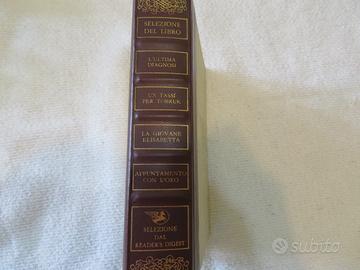 SELEZIONE
DEL LIBRO
L'ULTIMA
DIAGNOSI
UN TASSÌ
PER TOBRUK
LA GIOVANE
ELISABETTA
APPUNTAMENTO
CON L'ORO
SELEZIONE
DAL
READER'S DIGEST
subito